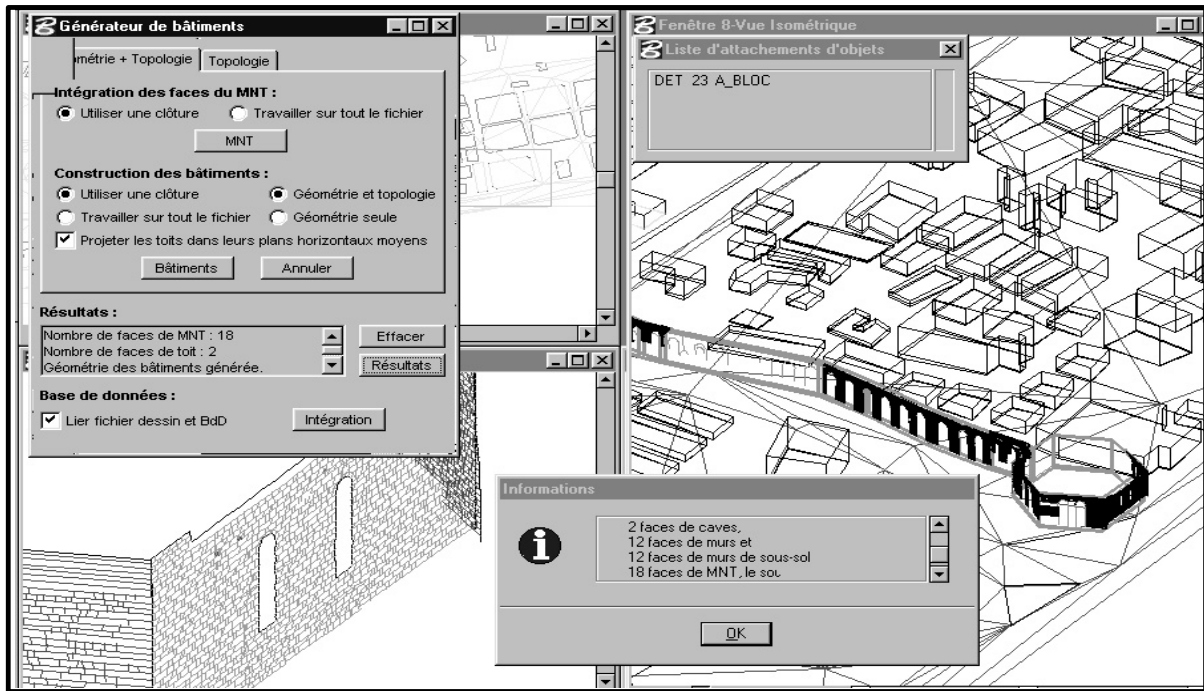 Générateur de bâtiments
métrie + Topologie
Topologie
Intégration des faces du MNT :
Utiliser une clôture
Travailler sur tout le fichier
MNT
Construction des bâtiments :
Utiliser une clôture
Géométrie et topologie
Travailler sur tout le fichier
Géométrie seule
Projeter les toits dans leurs plans horizontaux moyens
Bâtiments
Annuler
Résultats :
Nombre de faces de MNT : 18
Nombre de faces de toit : 2
Géométrie des bâtiments générée.
Effacer
Résultats
Base de données :
Lier fichier dessin et BdD
Intégration
Fenêtre 8-Vue Isométrique
Liste d'attachements d'objets
DET 23 A_BLOC
Informations
2 faces de caves,
12 faces de murs et
12 faces de murs de sous-sol
18 faces de MNT, le
OK